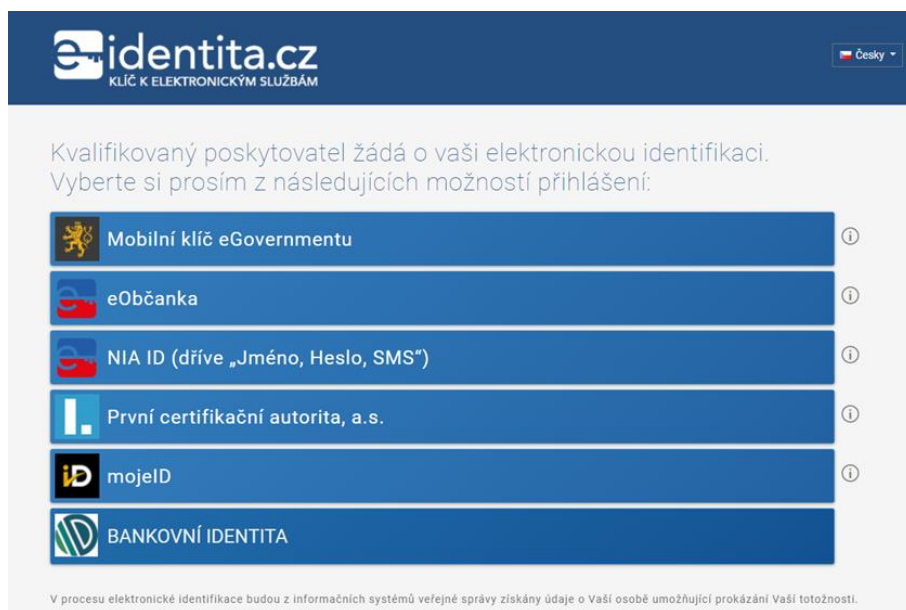 identita.cz
KLÍČ K ELEKTRONICKÝM SLUŽBÁM
Česky
Kvalifikovaný poskytovatel žádá o vaši elektronickou identifikaci.
Vyberte si prosím z následujících možností přihlášení:
Mobilní klíč eGovernmentu
eObčanka
NIA ID (dříve „Jméno, Heslo, SMS“)
I. První certifikační autorita, a.s.
iD mojeID
BANKOVNÍ IDENTITA
V procesu elektronické identifikace budou z informačních systémů veřejné správy získány údaje o Vaší osobě umožňující prokázání Vaší totožnosti.